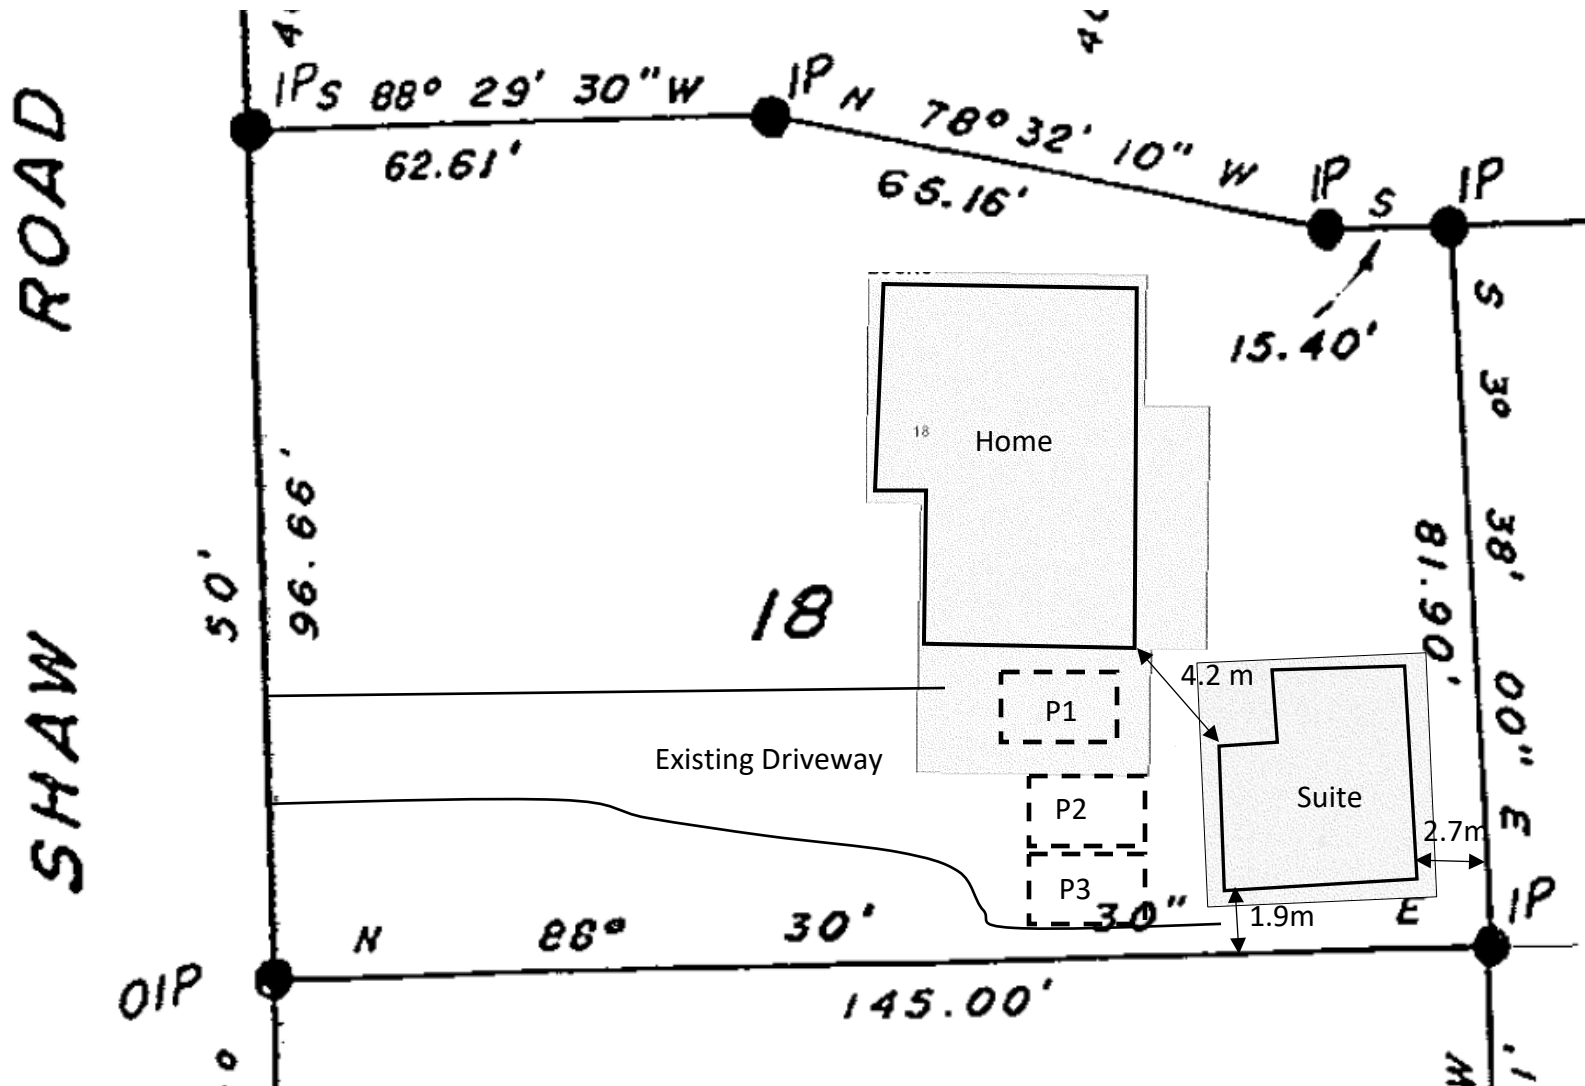 IP S 88° 29' 30" W
62.61'
IP N 78° 32' 10" W
65.16'
IP S IP
15.40'
S 3° 38' 00" E
81.90'
SHAW ROAD
50'
96.66'
18
Home
18
4.2 m
P1
Existing Driveway
P2
Suite
P3
2.7m
1.9m
IP
OIP
N 86° 30' 30" E
145.00'
W